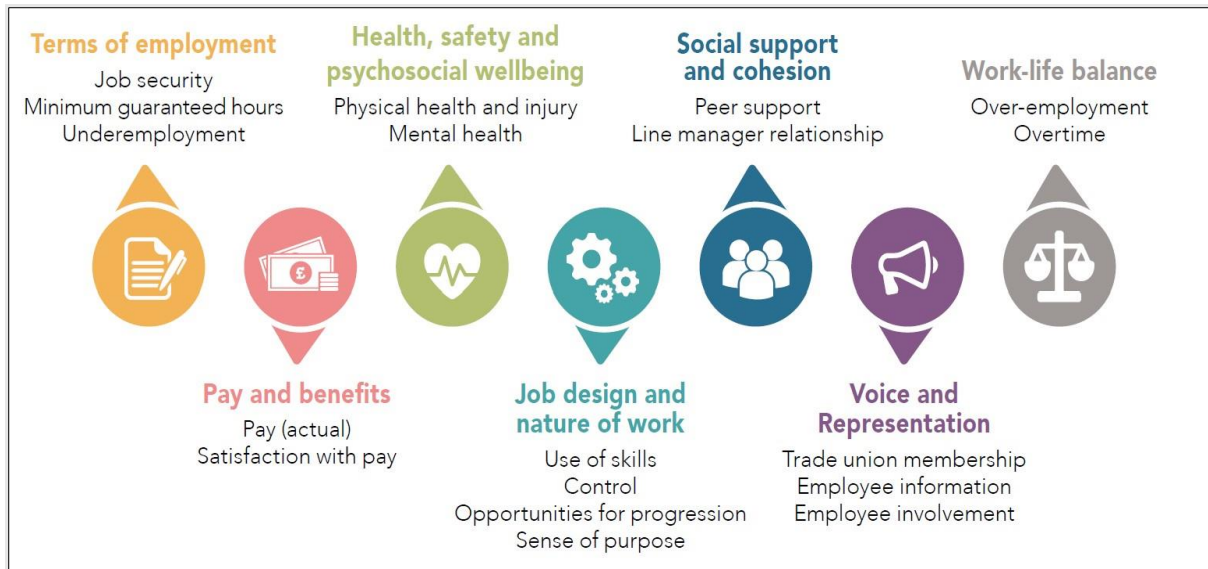 Terms of employment
Job security
Minimum guaranteed hours
Underemployment
Health, safety and
psychosocial wellbeing
Physical health and injury
Mental health
Social support
and cohesion
Peer support
Line manager relationship
Work-life balance
Over-employment
Overtime
£
Pay and benefits
Pay (actual)
Satisfaction with pay
Job design and
nature of work
Use of skills
Control
Opportunities for progression
Sense of purpose
Voice and
Representation
Trade union membership
Employee information
Employee involvement